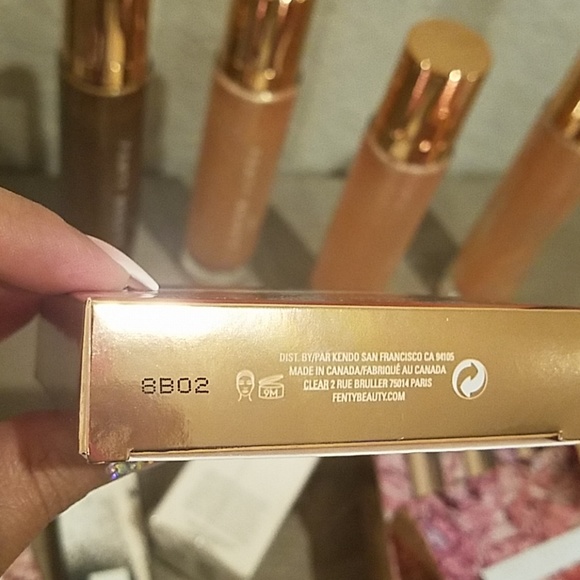 8B02
9M
DIST. BY/PAR KENDO SAN FRANCISCO CA 94105
MADE IN CANADA/FABRIQUÉ AU CANADA
CLEAR 2 RUE BRULLER 75014 PARIS
FENTYBEAUTY.COM